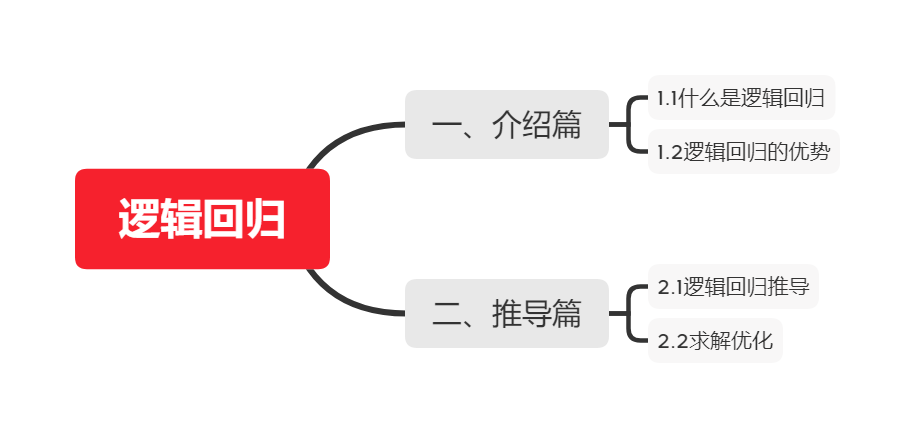 逻辑回归
一、介绍篇
1.1什么是逻辑回归
1.2逻辑回归的优势
二、推导篇
2.1逻辑回归推导
2.2求解优化